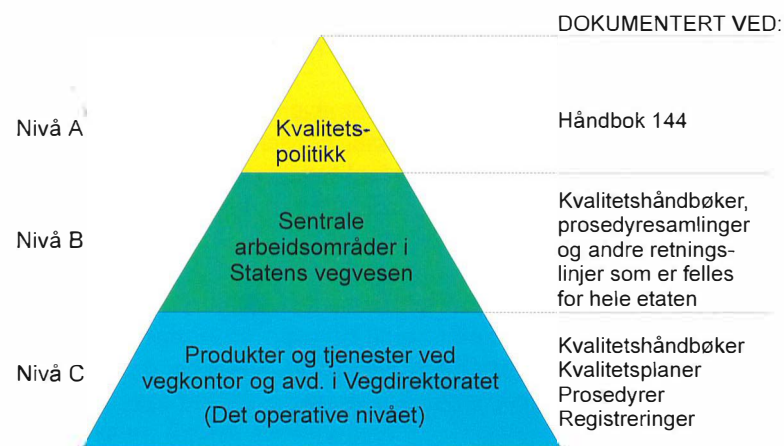 DOKUMENTERT VED:
Nivå A
Kvalitets-
politikk
Håndbok 144
Nivå B
Sentrale
arbeidsområder i
Statens vegvesen
Kvalitetshåndbøker,
prosedyresamlinger
og andre retnings-
linjer som er felles
for hele etaten
Nivå C
Produkter og tjenester ved
vegkontor og avd. i Vegdirektoratet
(Det operative nivået)
Kvalitetshåndbøker
Kvalitetsplaner
Prosedyrer
Registreringer